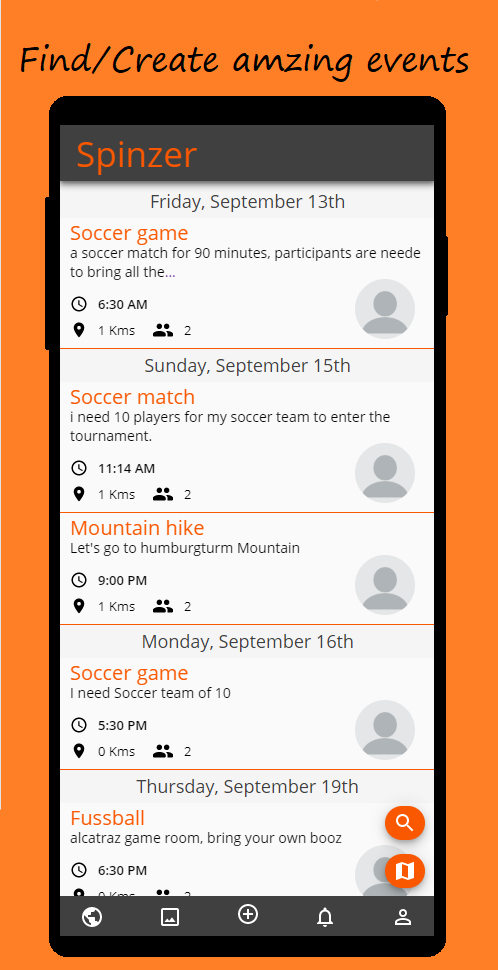 Find/Create amzing events
Spinzer
Friday, September 13th
Soccer game
a soccer match for 90 minutes, participants are neede
to bring all the...
6:30 AM
1 Kms 2
Sunday, September 15th
Soccer match
i need 10 players for my soccer team to enter the
tournament.
11:14 AM
1 Kms 2
Mountain hike
Let's go to humburgturm Mountain
9:00 PM
1 Kms 2
Monday, September 16th
Soccer game
I need Soccer team of 10
5:30 PM
0 Kms 2
Thursday, September 19th
Fussball
alcatraz game room, bring your own booz
6:30 PM
0 Kms 2